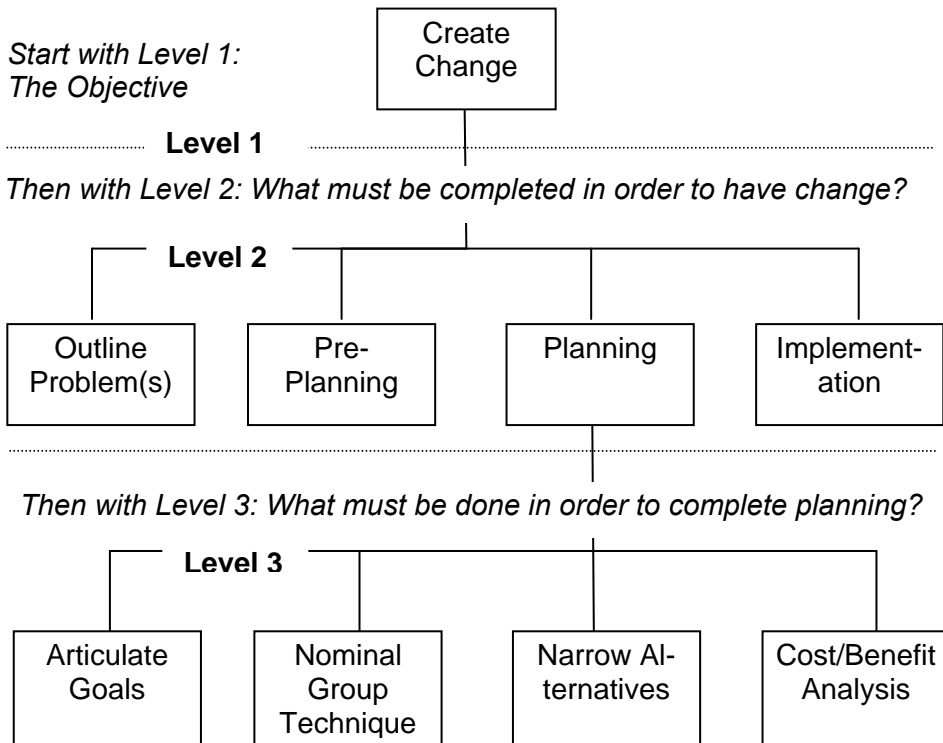 Create
Change
Start with Level 1:
The Objective
Level 1
Then with Level 2: What must be completed in order to have change?
Level 2
Outline
Problem(s)
Pre-
Planning
Planning
Implement-
ation
Then with Level 3: What must be done in order to complete planning?
Level 3
Articulate
Goals
Nominal
Group
Technique
Narrow Al-
ternatives
Cost/Benefit
Analysis